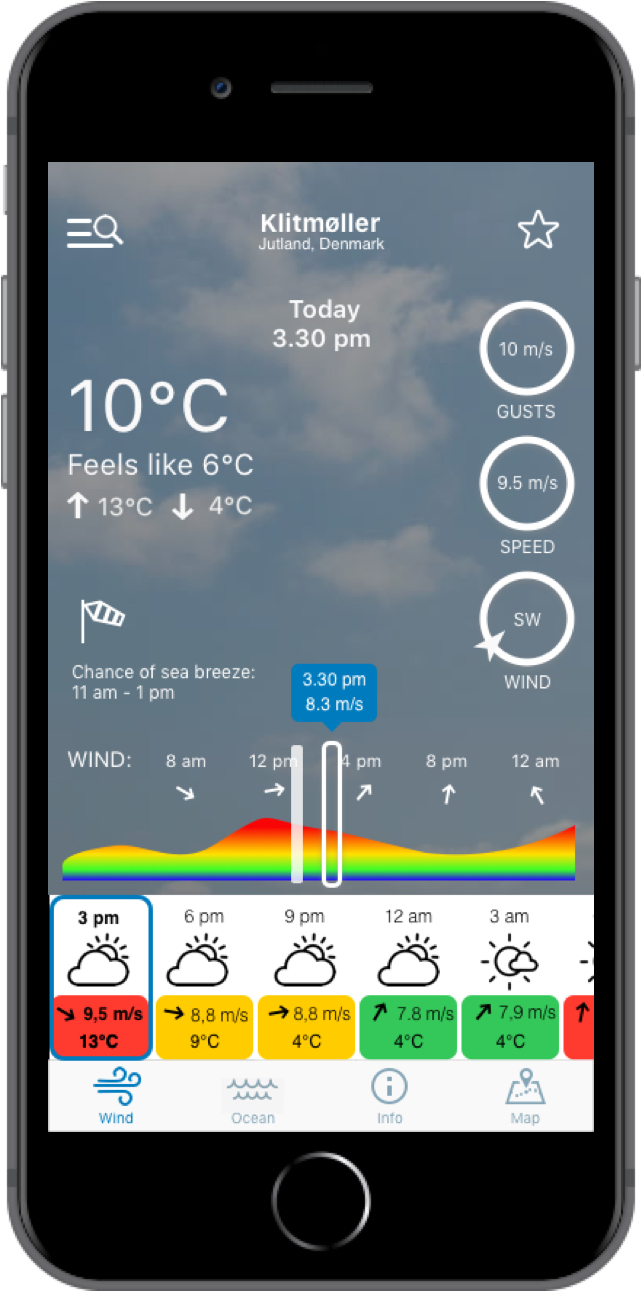 Klitmøller
Jutland, Denmark
Today
3.30 pm
10 m/s
GUSTS
10°C
Feels like 6°C
13°C 4°C
9.5 m/s
SPEED
SW
WIND
Chance of sea breeze:
11 am - 1 pm
3.30 pm
8.3 m/s
WIND: 8 am 12 pm 4 pm 8 pm 12 am
3 pm 6 pm 9 pm 12 am 3 am
9,5 m/s 8,8 m/s 8,8 m/s 7.8 m/s 7,9 m/s
13°C 9°C 4°C 4°C 4°C
Wind Ocean Info Map